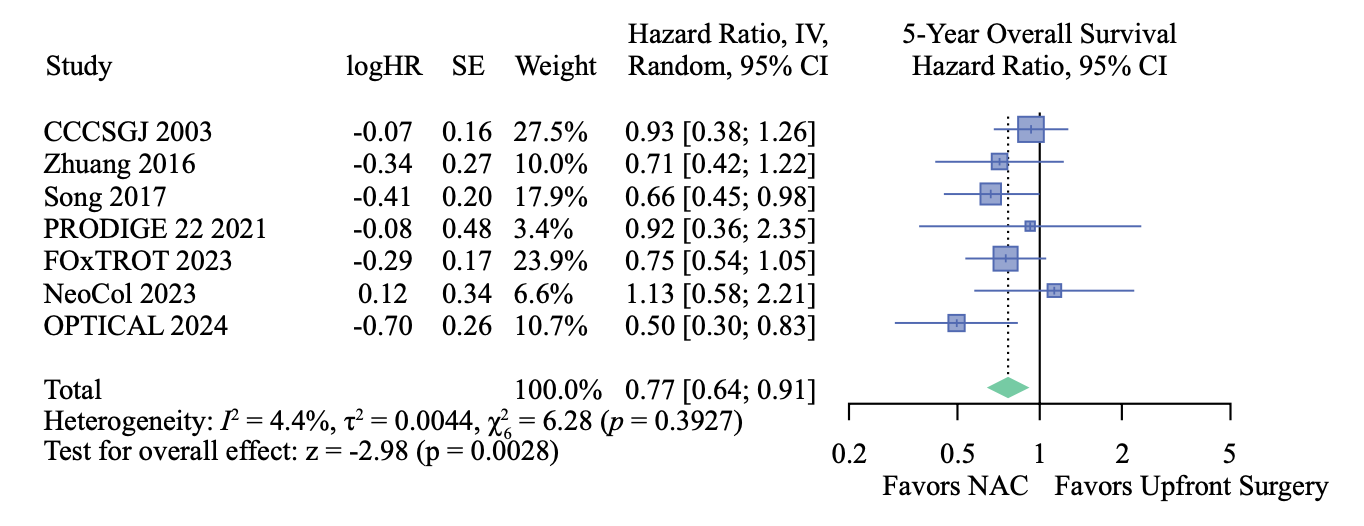 Hazard Ratio, IV, 5-Year Overall Survival
Study logHR SE Weight Random, 95% CI Hazard Ratio, 95% CI
CCCSGJ 2003 -0.07 0.16 27.5% 0.93 [0.38; 1.26]
Zhuang 2016 -0.34 0.27 10.0% 0.71 [0.42; 1.22]
Song 2017 -0.41 0.20 17.9% 0.66 [0.45; 0.98]
PRODIGE 22 2021 -0.08 0.48 3.4% 0.92 [0.36; 2.35]
FOxTROT 2023 -0.29 0.17 23.9% 0.75 [0.54; 1.05]
NeoCol 2023 0.12 0.34 6.6% 1.13 [0.58; 2.21]
OPTICAL 2024 -0.70 0.26 10.7% 0.50 [0.30; 0.83]
Total 100.0% 0.77 [0.64; 0.91]
Heterogeneity: I² = 4.4%, τ² = 0.0044, χ²₆ = 6.28 (p = 0.3927)
Test for overall effect: z = -2.98 (p = 0.0028)
0.2 0.5 1 2 5
Favors NAC Favors Upfront Surgery